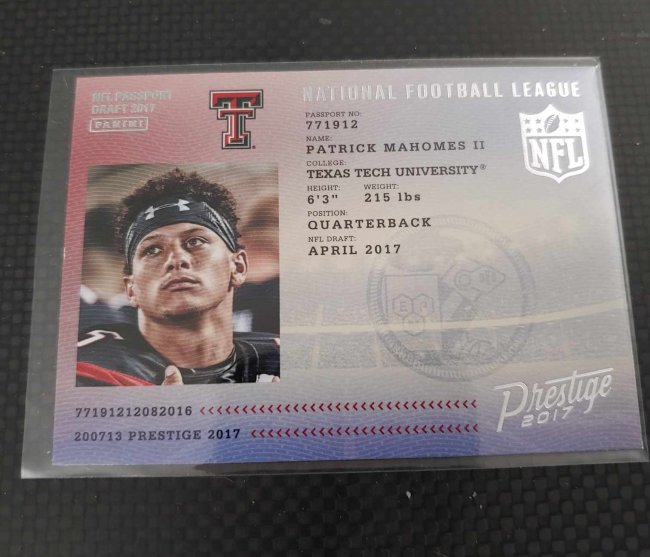 NFL PASSPORT
DRAFT 2017
PANINI
NATIONAL FOOTBALL LEAGUE
PASSPORT NO:
771912
NAME:
PATRICK MAHOMES II
COLLEGE:
TEXAS TECH UNIVERSITY®
HEIGHT: WEIGHT:
6'3" 215 lbs
POSITION:
QUARTERBACK
NFL DRAFT:
APRIL 2017
NFL
77191212082016 <<<<<<<<<<<<<<<<<<<<<<<<<<<<<<<<<<
200713 PRESTIGE 2017 <<<<<<<<<<<<<<<<<<<<<<<<<<<<
Prestige
2017